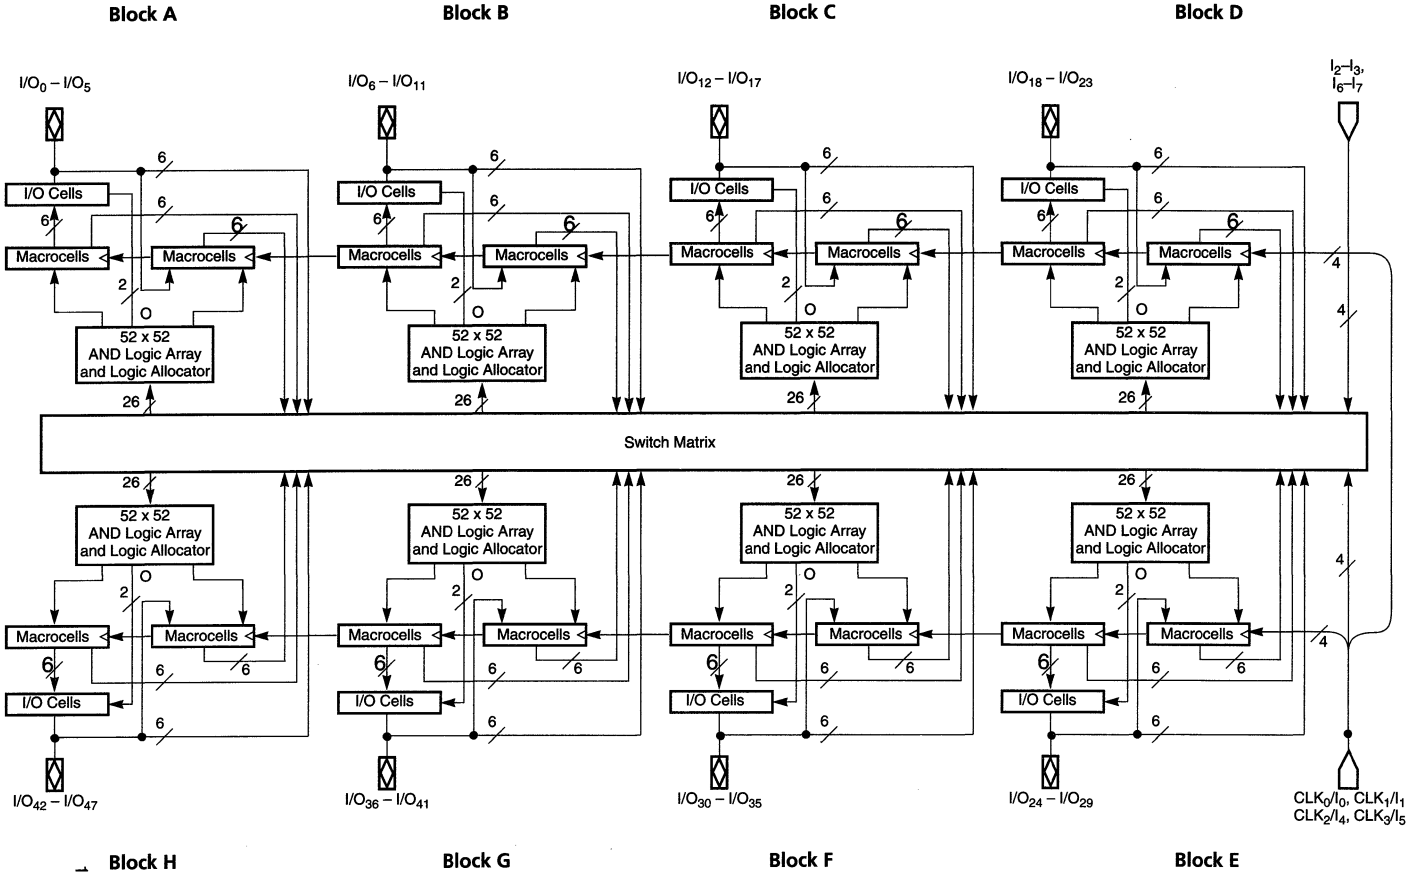 Block A Block B Block C Block D
I/O0 – I/O5 I/O6 – I/O11 I/O12 – I/O17 I/O18 – I/O23 I2–I3,
I6–I7
6 6 6 6
I/O Cells I/O Cells I/O Cells I/O Cells
6 6 6 6
6 6 6 6
6 6 6 6
Macrocells Macrocells Macrocells Macrocells Macrocells Macrocells Macrocells Macrocells
4
2 2 2 2
O O O O
4
52 x 52 52 x 52 52 x 52 52 x 52
AND Logic Array AND Logic Array AND Logic Array AND Logic Array
and Logic Allocator and Logic Allocator and Logic Allocator and Logic Allocator
26 26 26 26
Switch Matrix
26 26 26 26
52 x 52 52 x 52 52 x 52 52 x 52
AND Logic Array AND Logic Array AND Logic Array AND Logic Array
and Logic Allocator and Logic Allocator and Logic Allocator and Logic Allocator
4
O O O O
2 2 2 2
Macrocells Macrocells Macrocells Macrocells Macrocells Macrocells Macrocells Macrocells
4
6 6 6 6 6 6 6 6
6 6 6 6
I/O Cells I/O Cells I/O Cells I/O Cells
6 6 6 6
I/O42 – I/O47 I/O36 – I/O41 I/O30 – I/O35 I/O24 – I/O29 CLK0/I0, CLK1/I1
CLK2/I4, CLK3/I5
Block H Block G Block F Block E